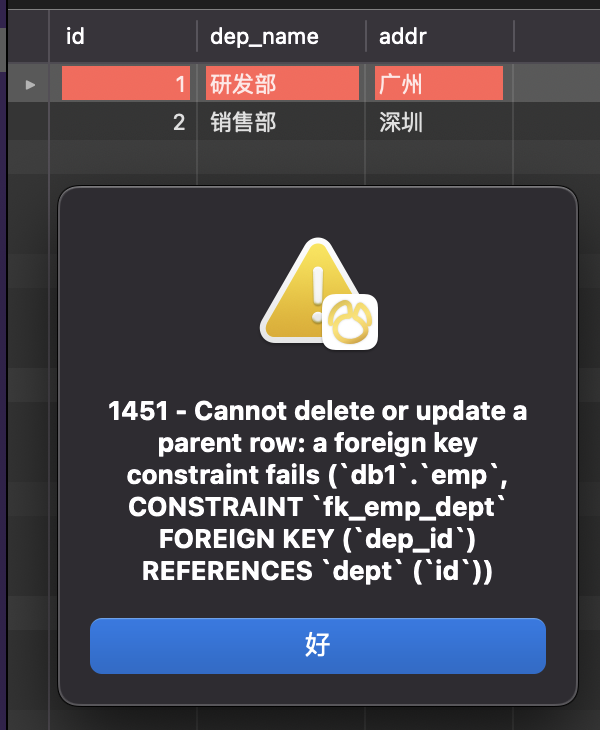 id dep_name addr
1 研发部 广州
2 销售部 深圳
1451 - Cannot delete or update a
parent row: a foreign key
constraint fails (`db1`.`emp`,
CONSTRAINT `fk_emp_dept`
FOREIGN KEY (`dep_id`)
REFERENCES `dept` (`id`))
好